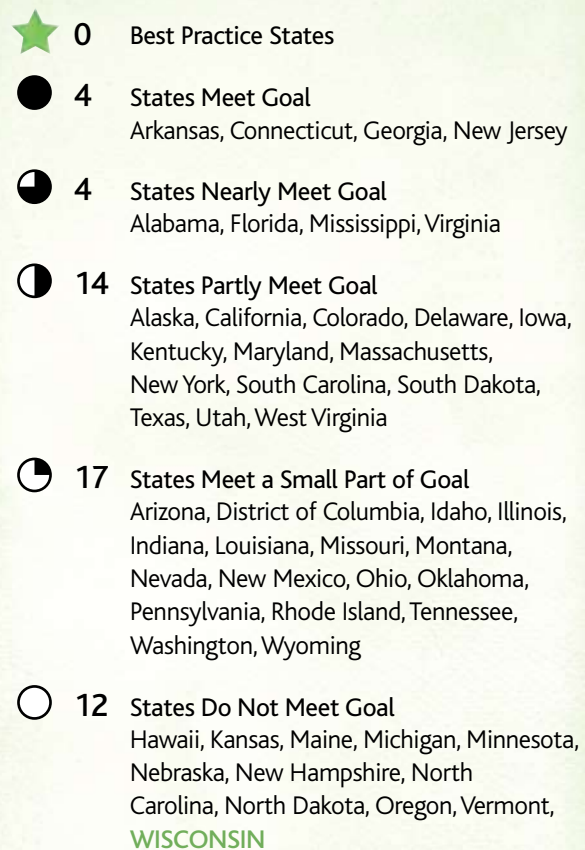 0 Best Practice States
4 States Meet Goal
Arkansas, Connecticut, Georgia, New Jersey
4 States Nearly Meet Goal
Alabama, Florida, Mississippi, Virginia
14 States Partly Meet Goal
Alaska, California, Colorado, Delaware, Iowa,
Kentucky, Maryland, Massachusetts,
New York, South Carolina, South Dakota,
Texas, Utah, West Virginia
17 States Meet a Small Part of Goal
Arizona, District of Columbia, Idaho, Illinois,
Indiana, Louisiana, Missouri, Montana,
Nevada, New Mexico, Ohio, Oklahoma,
Pennsylvania, Rhode Island, Tennessee,
Washington, Wyoming
12 States Do Not Meet Goal
Hawaii, Kansas, Maine, Michigan, Minnesota,
Nebraska, New Hampshire, North
Carolina, North Dakota, Oregon, Vermont,
WISCONSIN